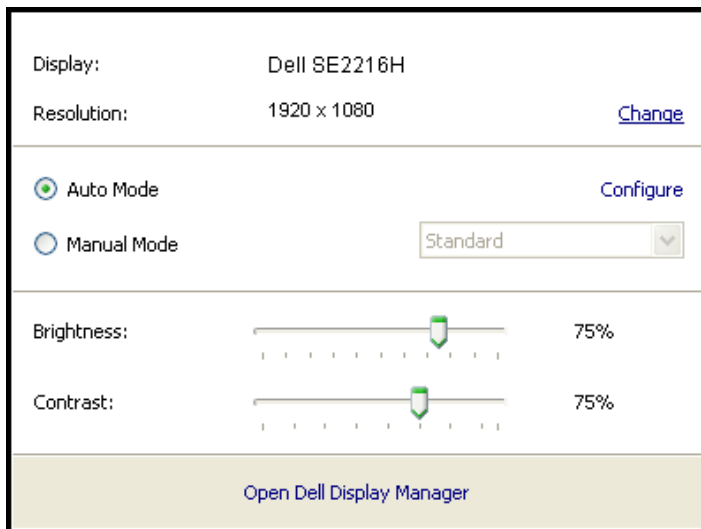 Display: Dell SE2216H
Resolution: 1920 x 1080 Change
Auto Mode Configure
Manual Mode Standard
Brightness: 75%
Contrast: 75%
Open Dell Display Manager